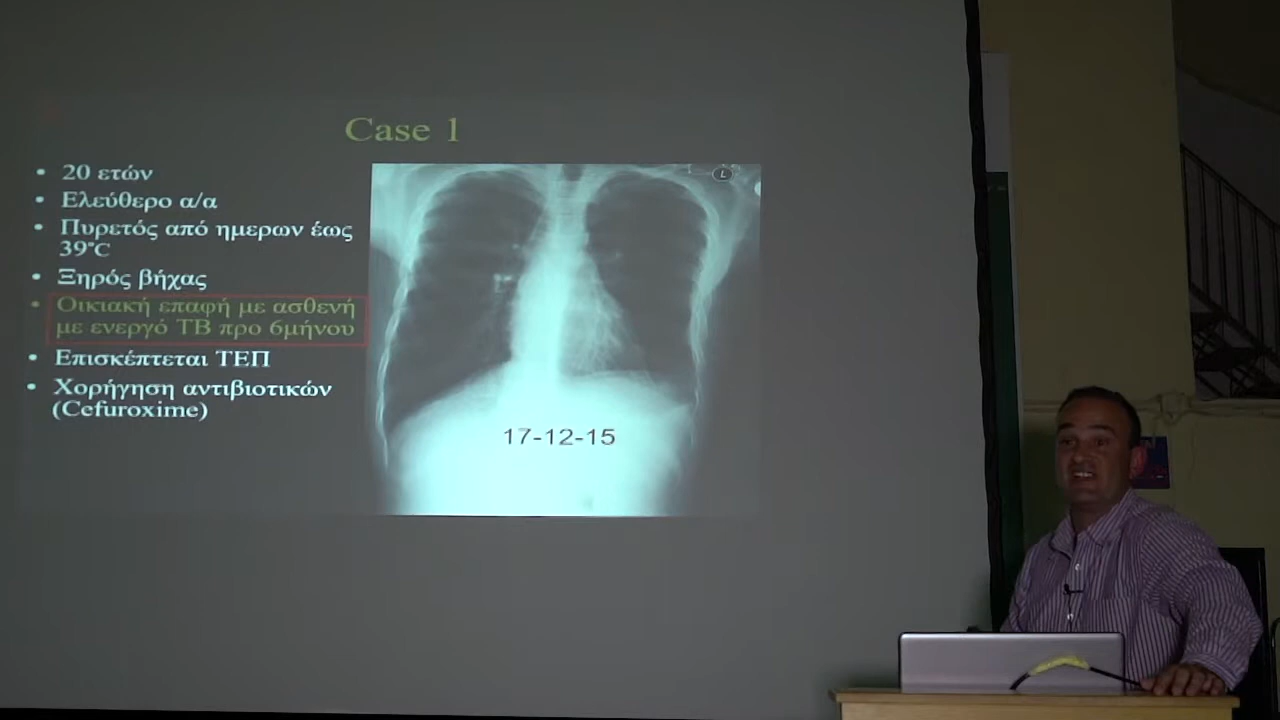 Case 1
• 20 ετών
• Ελεύθερο α/α
• Πυρετός από ημερων έως
39°C
• Ξηρός βήχας
• Οικιακή επαφή με ασθενή
με ενεργό TB προ 6μήνου
• Επισκέπτεται ΤΕΠ
• Χορήγηση αντιβιοτικών
(Cefuroxime)
L
17-12-15